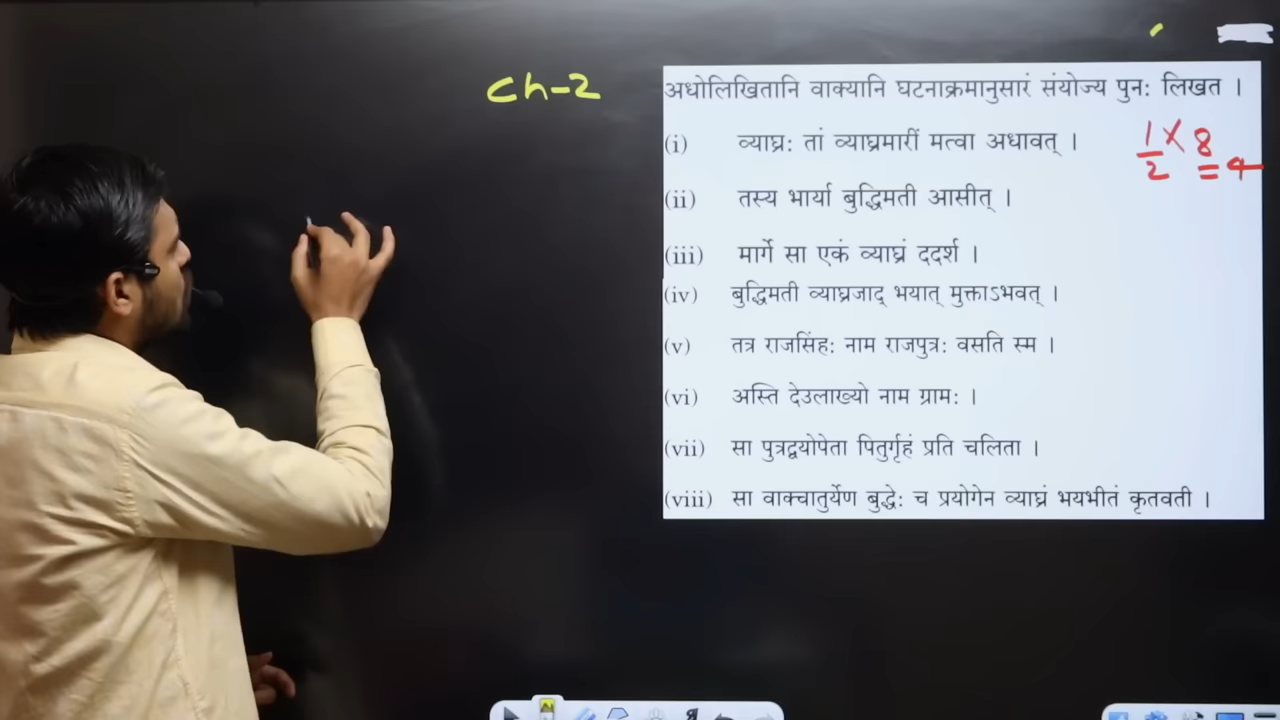 Ch-2
अधोलिखितानि वाक्यानि घटनाक्रमानुसारं संयोज्य पुनः लिखत ।
(i) व्याघ्रः तां व्याघ्रमारीं मत्वा अधावत् ।
1/2 × 8 = 4
(ii) तस्य भार्या बुद्धिमती आसीत् ।
(iii) मार्गे सा एकं व्याघ्रं ददर्श ।
(iv) बुद्धिमती व्याघ्रजाद् भयात् मुक्ताऽभवत् ।
(v) तत्र राजसिंहः नाम राजपुत्रः वसति स्म ।
(vi) अस्ति देउलाख्यो नाम ग्रामः ।
(vii) सा पुत्रद्वयोपेता पितुर्गृहं प्रति चलिता ।
(viii) सा वाक्चातुर्येण बुद्धेः च प्रयोगेन व्याघ्रं भयभीतं कृतवती ।